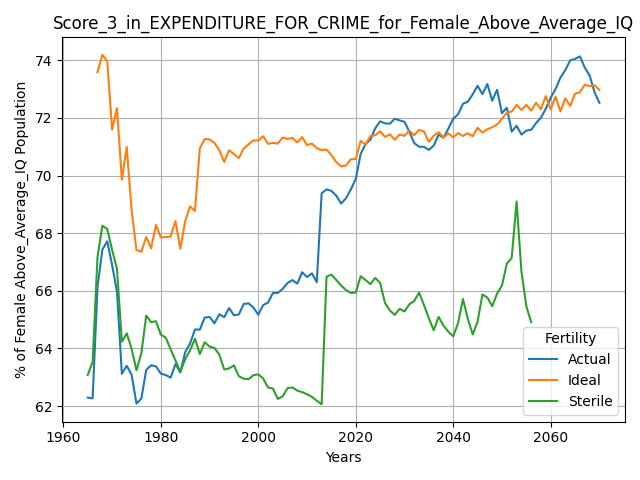 Score_3_in_EXPENDITURE_FOR_CRIME_for_Female_Above_Average_IQ
% of Female Above_Average_IQ Population
74
72
70
68
66
64
62
1960 1980 2000 2020 2040 2060
Years
Fertility
Actual
Ideal
Sterile